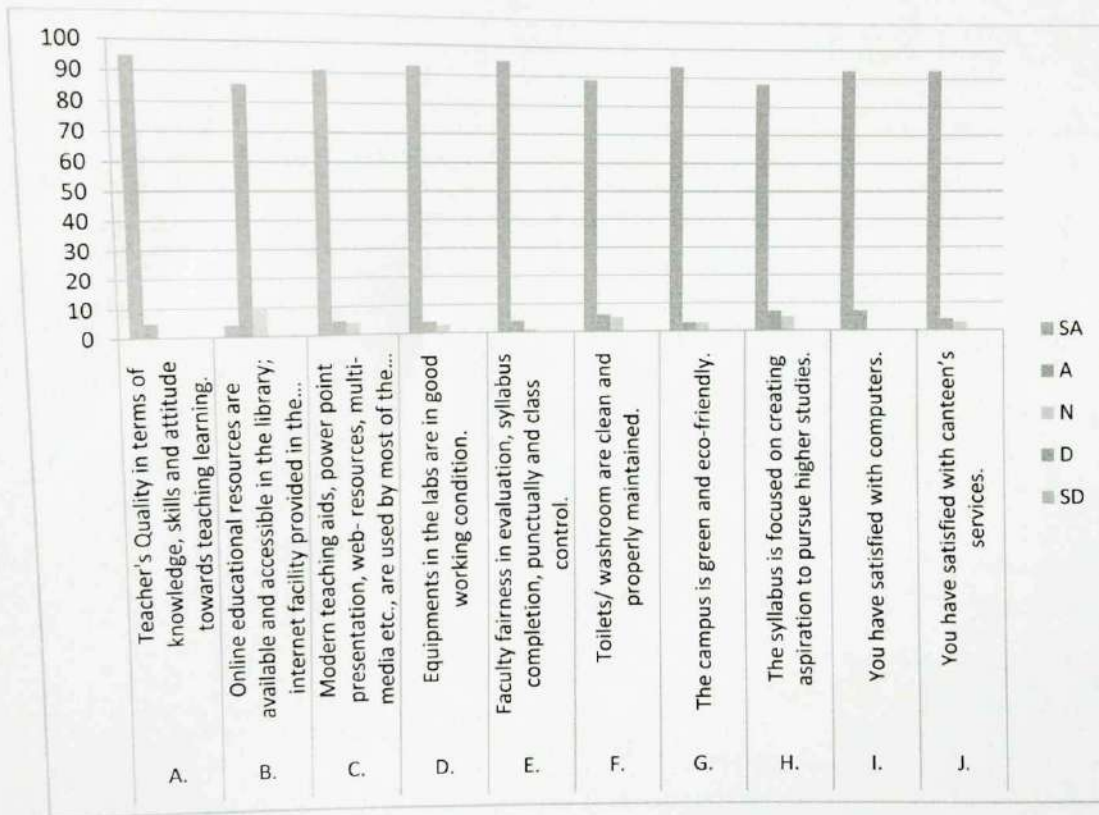 100
90
80
70
60
50
40
30
20
10
0
Teacher's Quality in terms of
knowledge, skills and attitude
towards teaching learning.
Online educational resources are
available and accessible in the library;
internet facility provided in the...
Modern teaching aids, power point
presentation, web- resources, multi-
media etc., are used by most of the...
Equipments in the labs are in good
working condition.
Faculty fairness in evaluation, syllabus
completion, punctually and class
control.
Toilets/ washroom are clean and
properly maintained.
The campus is green and eco-friendly.
The syllabus is focused on creating
aspiration to pursue higher studies.
You have satisfied with computers.
You have satisfied with canteen's
services.
A.
B.
C.
D.
E.
F.
G.
H.
I.
J.
SA
A
N
D
SD